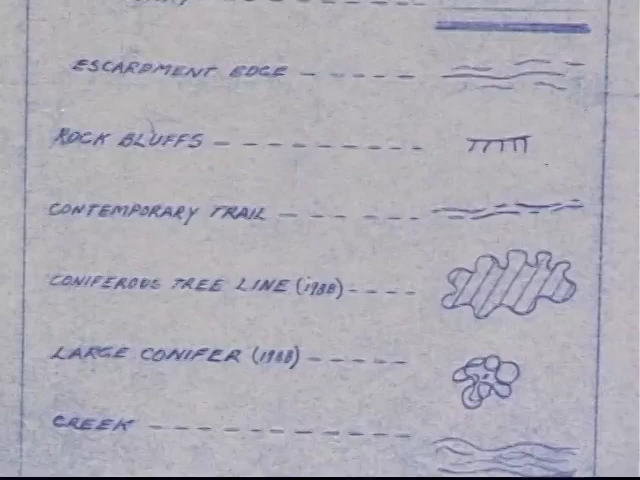 ESCARPMENT EDGE
ROCK BLUFFS
CONTEMPORARY TRAIL
CONIFEROUS TREE LINE (1988)
LARGE CONIFER (1988)
CREEK